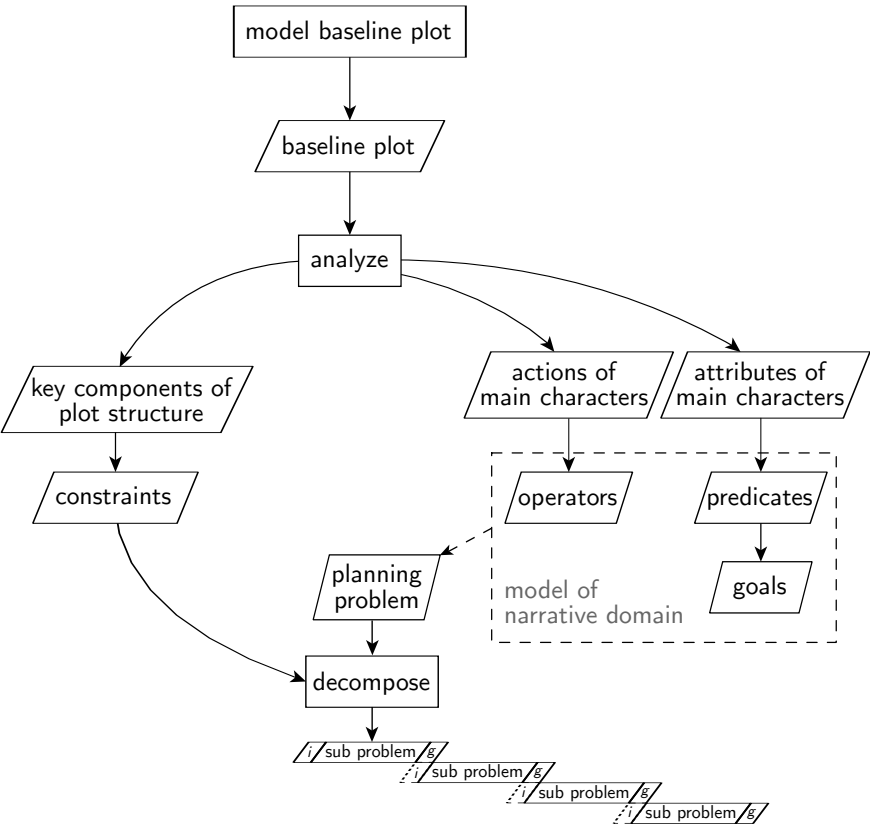 model baseline plot
baseline plot
analyze
key components of
plot structure
actions of
main characters
attributes of
main characters
constraints
operators
predicates
planning
problem
model of
narrative domain
goals
decompose
i sub problem g
i sub problem g
i sub problem g
i sub problem g